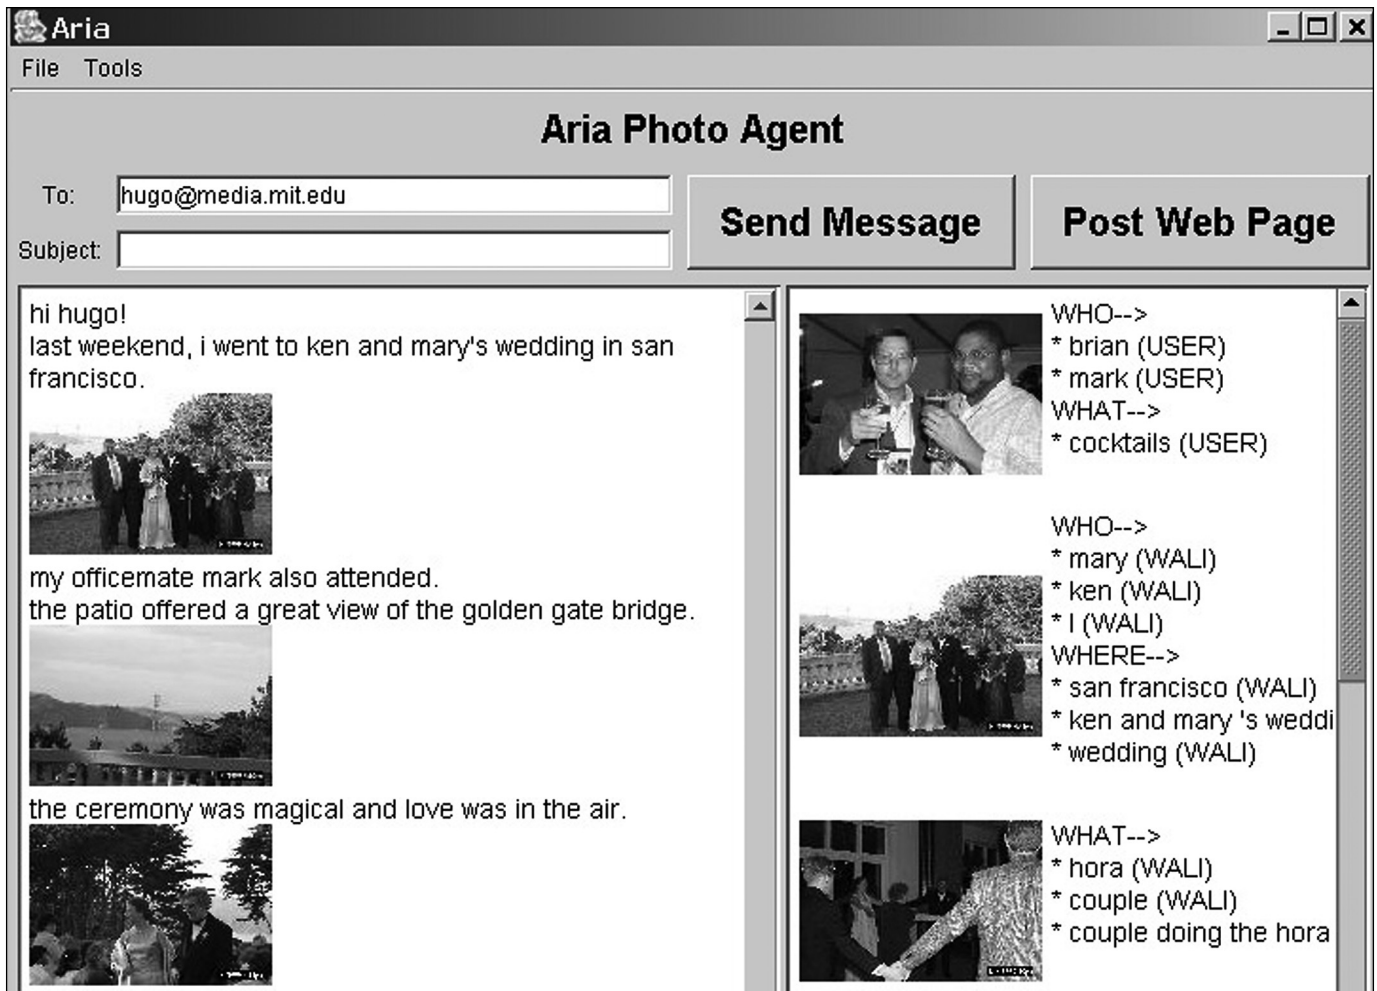 Aria
File Tools
Aria Photo Agent
To: hugo@media.mit.edu
Subject:
Send Message
Post Web Page
hi hugo!
last weekend, i went to ken and mary's wedding in san
francisco.
my officemate mark also attended.
the patio offered a great view of the golden gate bridge.
the ceremony was magical and love was in the air.
WHO-->
* brian (USER)
* mark (USER)
WHAT-->
* cocktails (USER)
WHO-->
* mary (WALI)
* ken (WALI)
* I (WALI)
WHERE-->
* san francisco (WALI)
* ken and mary 's weddi
* wedding (WALI)
WHAT-->
* hora (WALI)
* couple (WALI)
* couple doing the hora